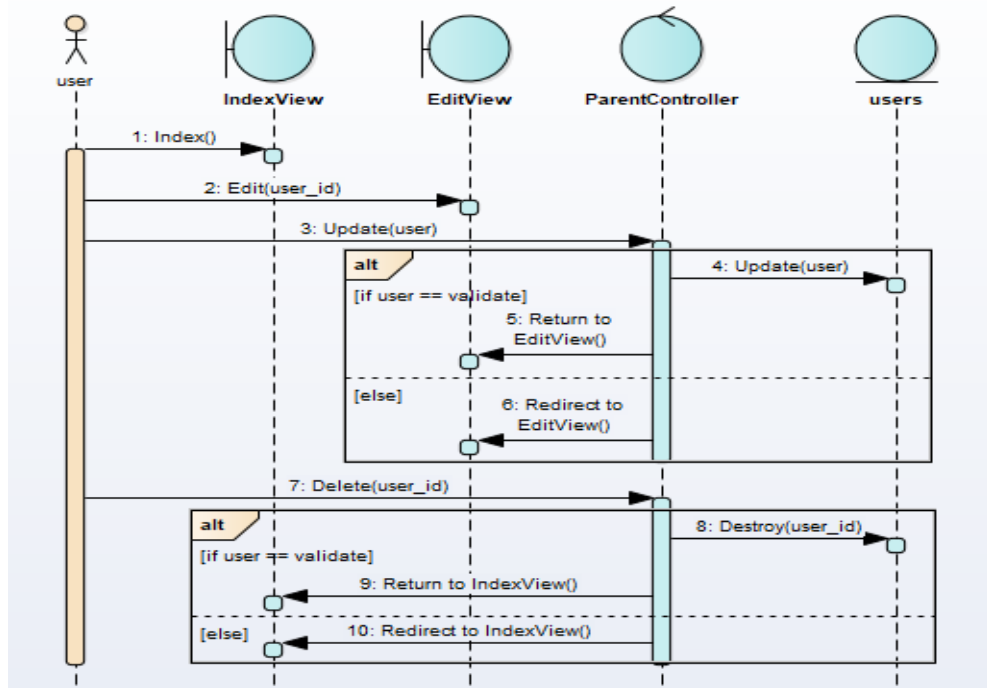 user
IndexView
EditView
ParentController
users
1: Index()
2: Edit(user_id)
3: Update(user)
alt
4: Update(user)
[if user == validate]
5: Return to
EditView()
[else]
6: Redirect to
EditView()
7: Delete(user_id)
alt
8: Destroy(user_id)
[if user == validate]
9: Return to IndexView()
[else]
10: Redirect to IndexView()